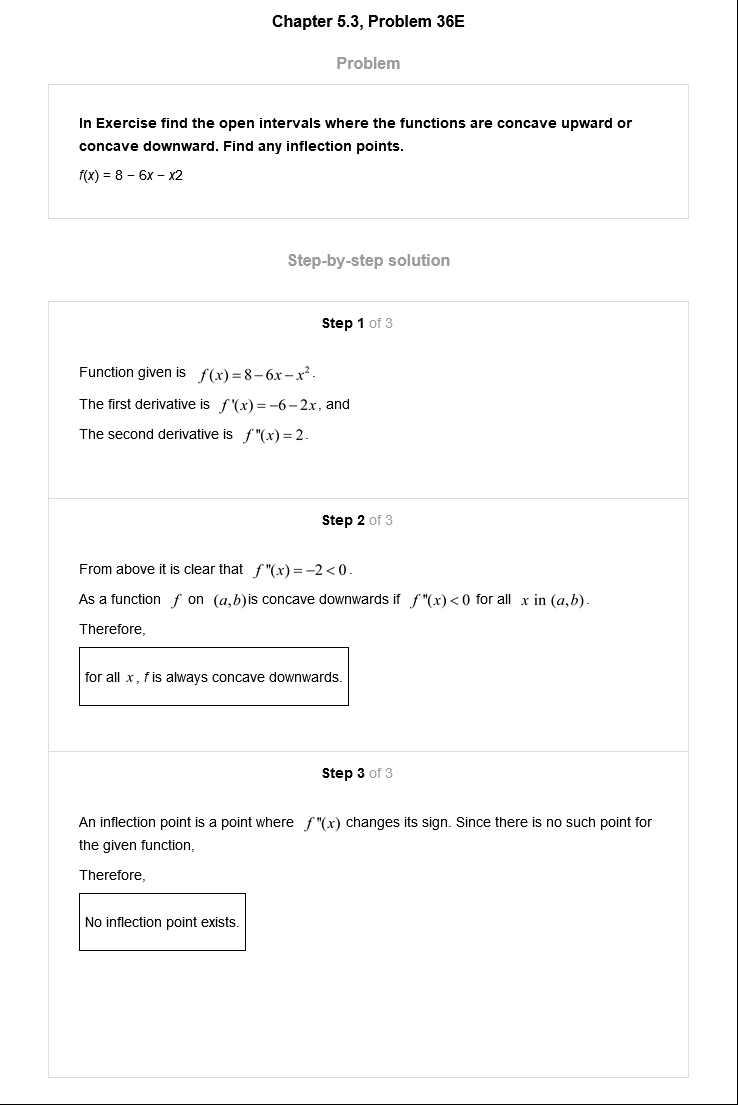 Chapter 5.3, Problem 36E
Problem
In Exercise find the open intervals where the functions are concave upward or
concave downward. Find any inflection points.
f(x) = 8 − 6x − x2
Step-by-step solution
Step 1 of 3
Function given is f(x)=8−6x−x².
The first derivative is f'(x)=−6−2x, and
The second derivative is f"(x)=2.
Step 2 of 3
From above it is clear that f"(x)=−2<0.
As a function f on (a,b)is concave downwards if f"(x)<0 for all x in (a,b).
Therefore,
for all x, f is always concave downwards.
Step 3 of 3
An inflection point is a point where f"(x) changes its sign. Since there is no such point for
the given function,
Therefore,
No inflection point exists.